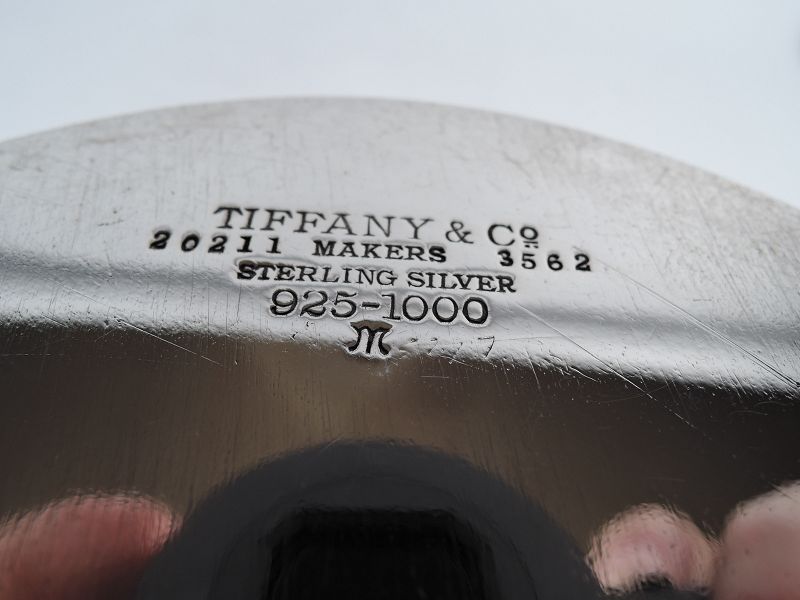 TIFFANY & Co
20211 MAKERS 3562
STERLING SILVER
925-1000
m